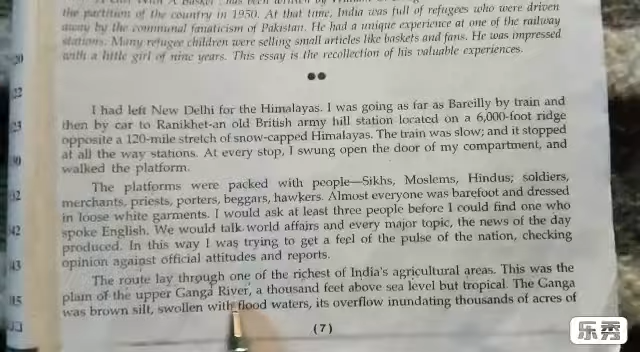 the partition of the country in 1950. At that time, India was full of refugees who were driven
away by the communal fanaticism of Pakistan. He had a unique experience at one of the railway
stations. Many refugee children were selling small articles like baskets and fans. He was impressed
with a little girl of nine years. This essay is the recollection of his valuable experiences.
I had left New Delhi for the Himalayas. I was going as far as Bareilly by train and
then by car to Ranikhet-an old British army hill station located on a 6,000-foot ridge
opposite a 120-mile stretch of snow-capped Himalayas. The train was slow; and it stopped
at all the way stations. At every stop, I swung open the door of my compartment, and
walked the platform.
The platforms were packed with people—Sikhs, Moslems, Hindus; soldiers,
merchants, priests, porters, beggars, hawkers. Almost everyone was barefoot and dressed
in loose white garments. I would ask at least three people before I could find one who
spoke English. We would talk world affairs and every major topic, the news of the day
produced. In this way I was trying to get a feel of the pulse of the nation, checking
opinion against official attitudes and reports.
The route lay through one of the richest of India's agricultural areas. This was the
plain of the upper Ganga River, a thousand feet above sea level but tropical. The Ganga
was brown silt, swollen with flood waters, its overflow inundating thousands of acres of
(7)
20
22
23
30
32
42
43
15
乐秀